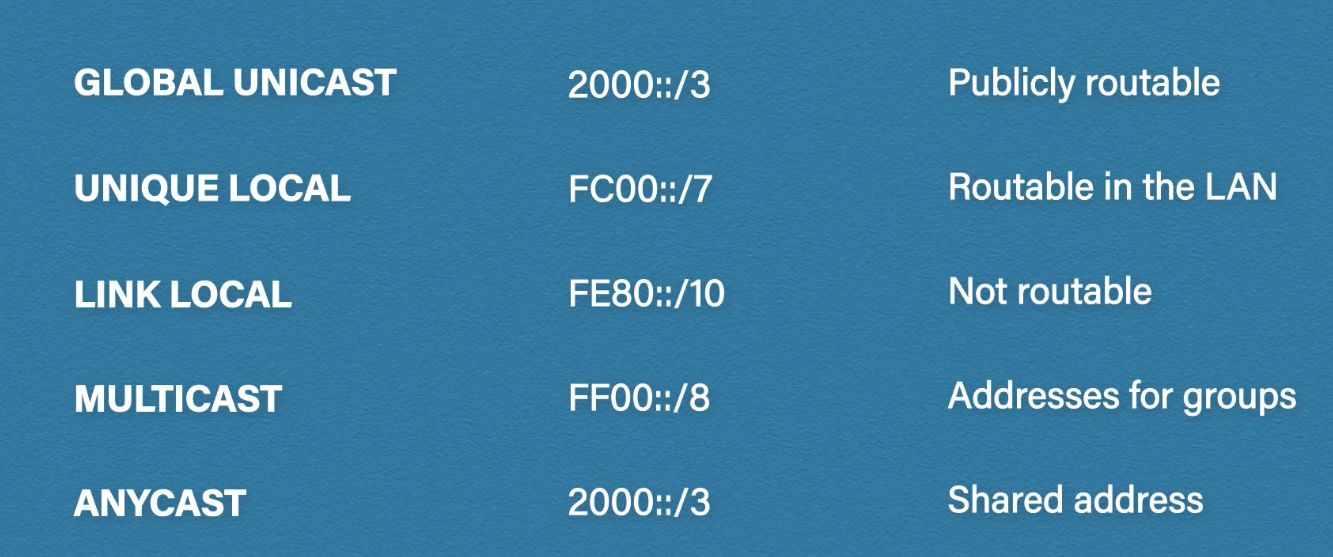 GLOBAL UNICAST 2000::/3 Publicly routable
UNIQUE LOCAL FC00::/7 Routable in the LAN
LINK LOCAL FE80::/10 Not routable
MULTICAST FF00::/8 Addresses for groups
ANYCAST 2000::/3 Shared address